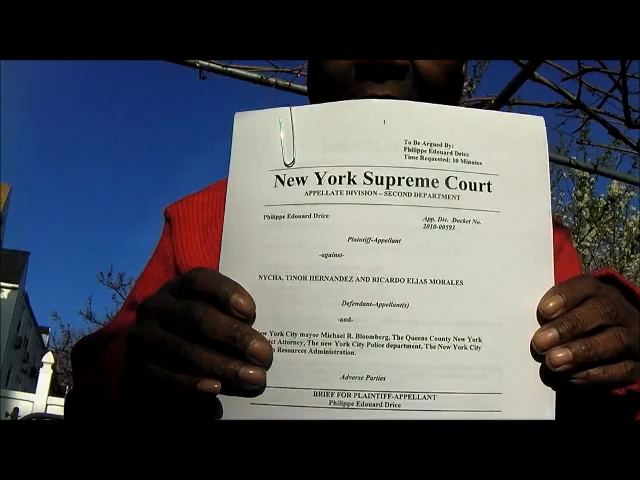 To Be Argued By:
Philippe Edouard Drice
Time Requested: 10 Minutes
New York Supreme Court
APPELLATE DIVISION – SECOND DEPARTMENT
Philippe Edouard Drice
App. Div. Docket No.
2010-00593
Plaintiff-Appellant
-against-
NYCHA, TINOR HERNANDEZ AND RICARDO ELIAS MORALES
Defendant-Appellant(s)
-and-
ew York City mayor Michael R. Bloomberg, The Queens County New York
ict Attorney, The new York City Police department, The New York City
n Resources Administration.
Adverse Parties
BRIEF FOR PLAINTIFF-APPELLANT
Philippe Edouard Drice